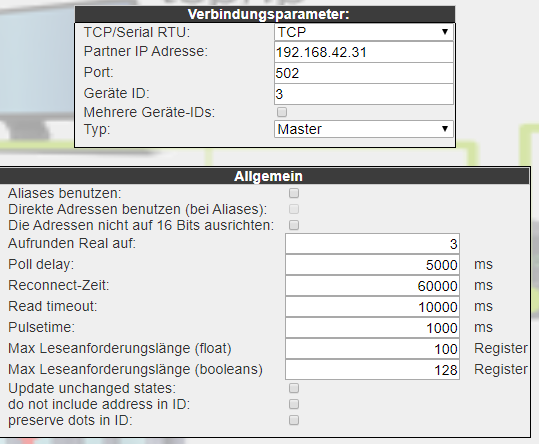 Verbindungsparameter:
TCP/Serial RTU: TCP
Partner IP Adresse: 192.168.42.31
Port: 502
Geräte ID: 3
Mehrere Geräte-IDs:
Typ: Master
Allgemein
Aliases benutzen:
Direkte Adressen benutzen (bei Aliases):
Die Adressen nicht auf 16 Bits ausrichten:
Aufrunden Real auf: 3
Poll delay: 5000 ms
Reconnect-Zeit: 60000 ms
Read timeout: 10000 ms
Pulsetime: 1000 ms
Max Leseanforderungslänge (float) 100 Register
Max Leseanforderungslänge (booleans) 128 Register
Update unchanged states:
do not include address in ID:
preserve dots in ID: